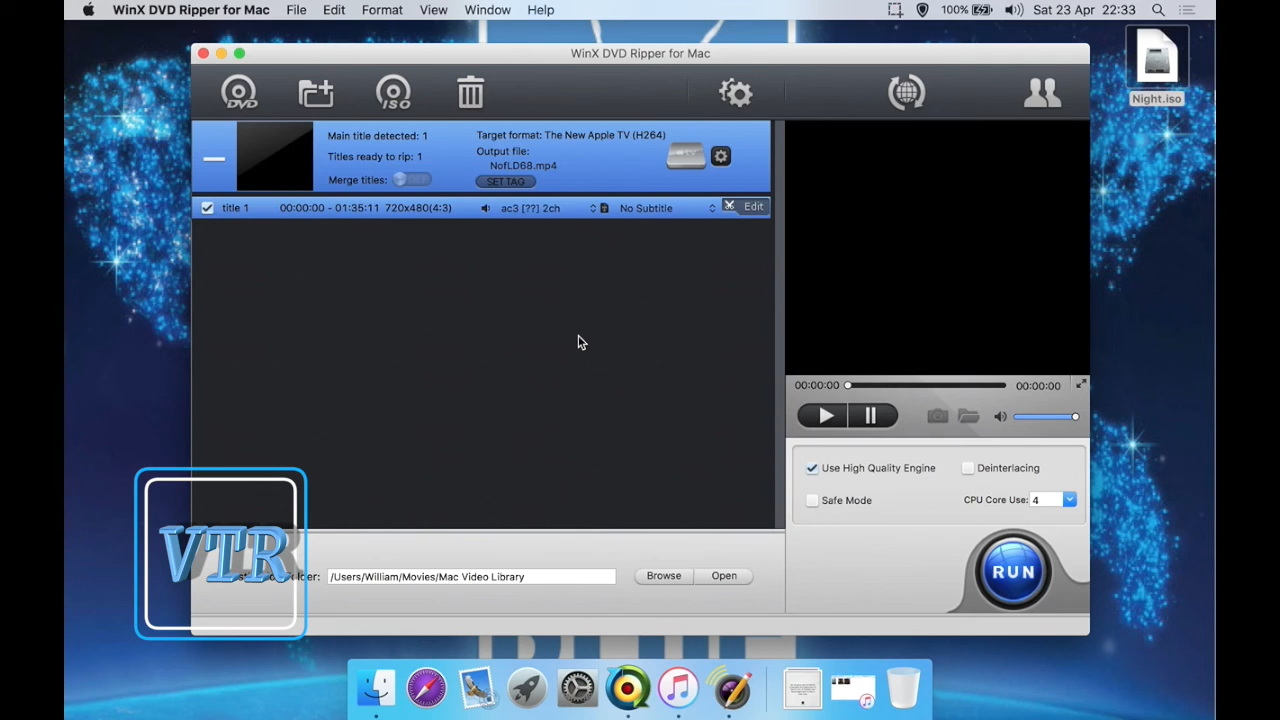 WinX DVD Ripper for Mac File Edit Format View Window Help 100% Sat 23 Apr 22:33
WinX DVD Ripper for Mac
Night.iso
DVD
ISO
Main title detected: 1
Titles ready to rip: 1
Merge titles:
Target format: The New Apple TV (H264)
Output file:
NofLD68.mp4
SET TAG
title 1 00:00:00 - 01:35:11 720x480(4:3) ac3 [??] 2ch No Subtitle Edit
00:00:00 00:00:00
Use High Quality Engine Deinterlacing
Safe Mode CPU Core Use: 4
VTR
Folder: /Users/William/Movies/Mac Video Library Browse Open
RUN